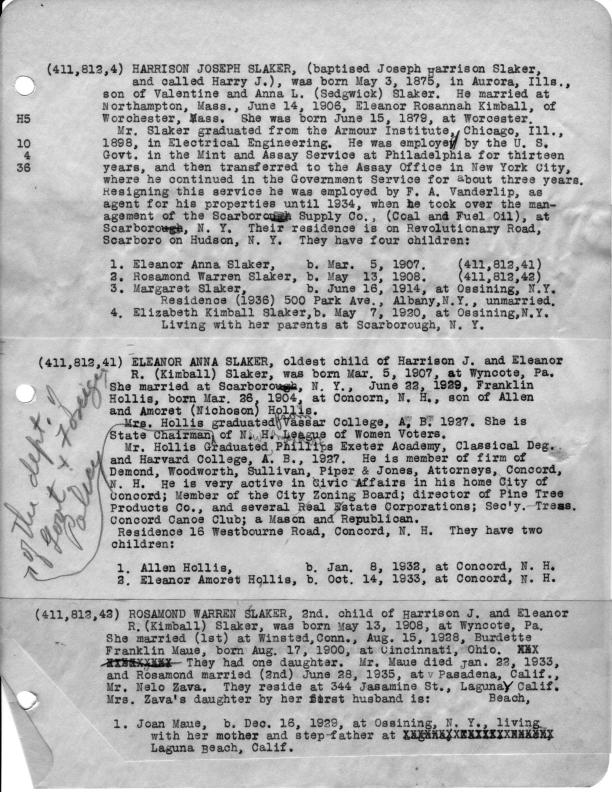 (411,812,4) HARRISON JOSEPH SLAKER, (baptised Joseph Harrison Slaker,
and called Harry J.), was born May 3, 1875, in Aurora, Ills.,
son of Valentine and Anna L. (Sedgwick) Slaker. He married at
Northampton, Mass., June 14, 1906, Eleanor Rosannah Kimball, of
H5 Worchester, Mass. She was born June 15, 1879, at Worcester.
Mr. Slaker graduated from the Armour Institute, Chicago, Ill.,
10 1898, in Electrical Engineering. He was employed by the U. S.
4 Govt. in the Mint and Assay Service at Philadelphia for thirteen
36 years, and then transferred to the Assay Office in New York City,
where he continued in the Government Service for about three years.
Resigning this service he was employed by F. A. Vanderlip, as
agent for his properties until 1934, when he took over the man-
agement of the Scarborough Supply Co., (Coal and Fuel Oil), at
Scarborough, N. Y. Their residence is on Revolutionary Road,
Scarboro on Hudson, N. Y. They have four children:
1. Eleanor Anna Slaker, b. Mar. 5, 1907. (411,812,41)
2. Rosamond Warren Slaker, b. May 13, 1908. (411,812,42)
3. Margaret Slaker, b. June 16, 1914, at Ossining, N.Y.
Residence (1936) 500 Park Ave., Albany,N.Y., unmarried.
4. Elizabeth Kimball Slaker,b. May 7, 1920, at Ossining,N.Y.
Living with her parents at Scarborough, N. Y.
(411,812,41) ELEANOR ANNA SLAKER, oldest child of Harrison J. and Eleanor
R. (Kimball) Slaker, was born Mar. 5, 1907, at Wyncote, Pa.
She married at Scarborough, N. Y., June 22, 1929, Franklin
Hollis, born Mar. 26, 1904, at Concorn, N. H., son of Allen
and Amoret (Nichoson) Hollis.
Mrs. Hollis graduated Vassar College, A. B. 1927. She is
State Chairman of N. H. League of Women Voters.
of the dept. of
Govt & Foreign
Policy
Mr. Hollis Graduated Phillips Exeter Academy, Classical Deg.
and Harvard College, A. B., 1927. He is member of firm of
Demond, Woodworth, Sullivan, Piper & Jones, Attorneys, Concord,
N. H. He is very active in Civic Affairs in his home City of
Concord; Member of the City Zoning Board; director of Pine Tree
Products Co., and several Real Estate Corporations; Sec'y. Treas.
Concord Canoe Club; a Mason and Republican.
Residence 16 Westbourne Road, Concord, N. H. They have two
children:
1. Allen Hollis, b. Jan. 8, 1932, at Concord, N. H.
2. Eleanor Amoret Hollis, b. Oct. 14, 1933, at Concord, N. H.
(411,812,42) ROSAMOND WARREN SLAKER, 2nd. child of Harrison J. and Eleanor
R. (Kimball) Slaker, was born May 13, 1908, at Wyncote, Pa.
She married (1st) at Winsted,Conn., Aug. 15, 1928, Burdette
Franklin Maue, born Aug. 17, 1900, at Cincinnati, Ohio.
They had one daughter. Mr. Maue died Jan. 22, 1933,
and Rosamond married (2nd) June 28, 1935, at Pasadena, Calif.,
Mr. Nelo Zava. They reside at 344 Jasamine St., Laguna Calif.
Mrs. Zava's daughter by her first husband is: Beach,
1. Joan Maue, b. Dec. 16, 1929, at Ossining, N. Y., living
with her mother and step-father at
Laguna Beach, Calif.